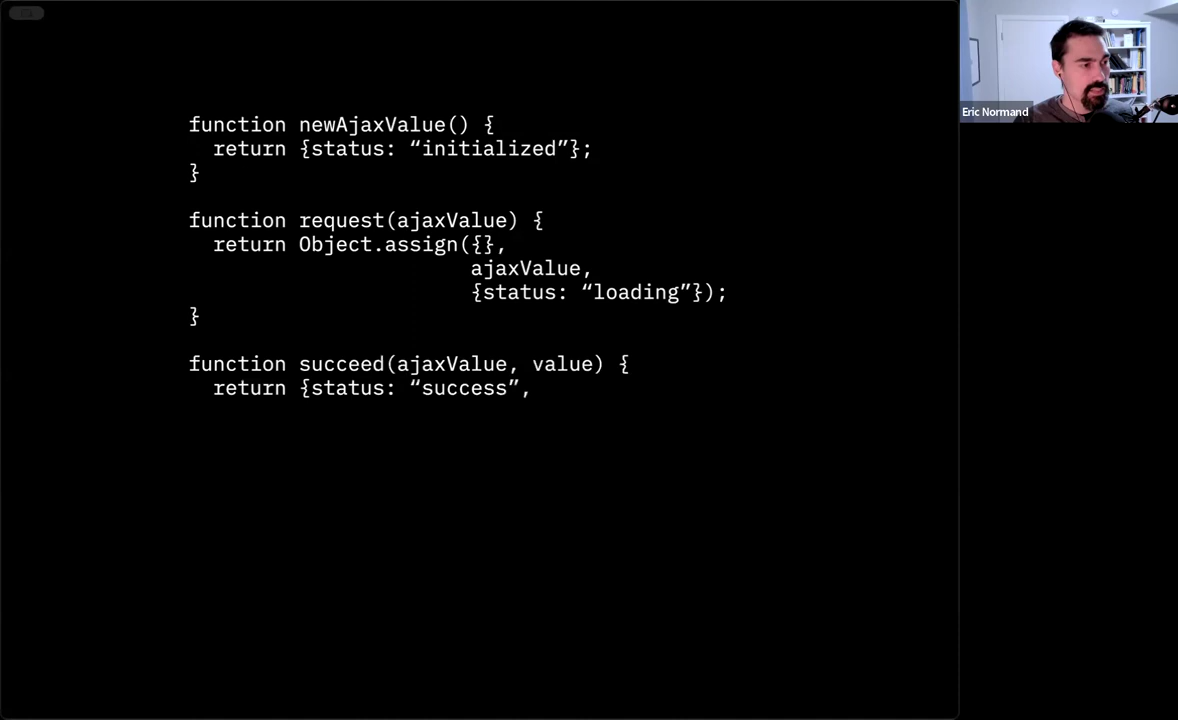 function newAjaxValue() {
  return {status: “initialized”};
}
function request(ajaxValue) {
  return Object.assign({},
                       ajaxValue,
                       {status: “loading”});
}
function succeed(ajaxValue, value) {
  return {status: “success”,
Eric Normand